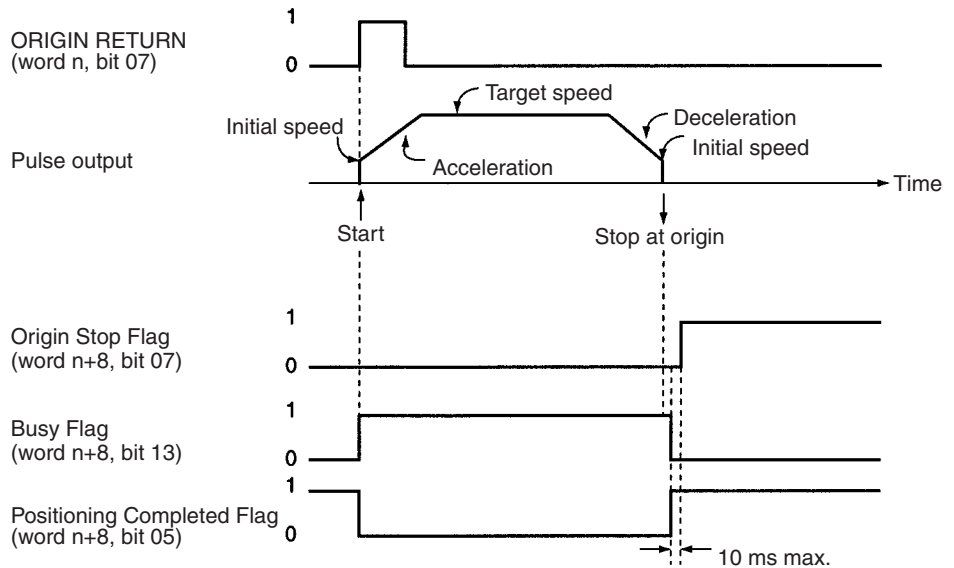 1
ORIGIN RETURN
(word n, bit 07)
0
Target speed
Deceleration
Initial speed
Initial speed
Pulse output
Acceleration
Time
Start
Stop at origin
1
Origin Stop Flag
(word n+8, bit 07)
0
1
Busy Flag
(word n+8, bit 13)
0
1
Positioning Completed Flag
(word n+8, bit 05)
0
10 ms max.